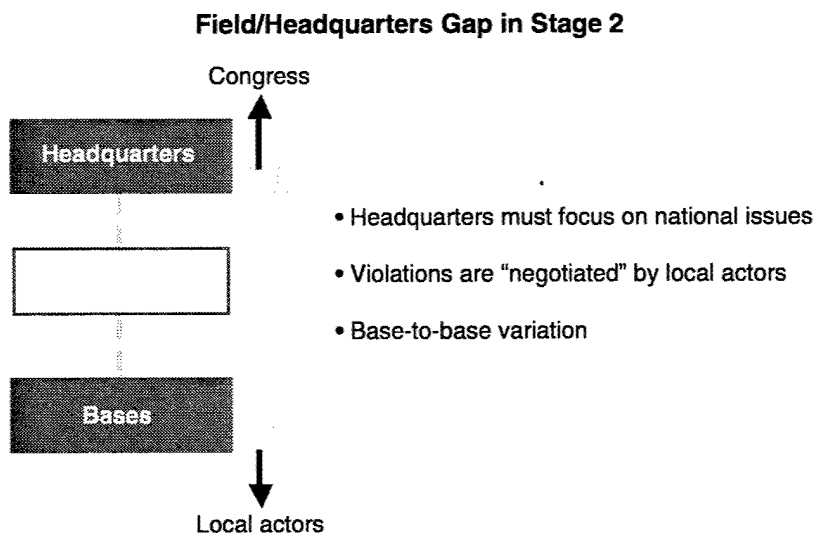 Field/Headquarters Gap in Stage 2
Congress
Headquarters
• Headquarters must focus on national issues
• Violations are “negotiated” by local actors
• Base-to-base variation
Bases
Local actors